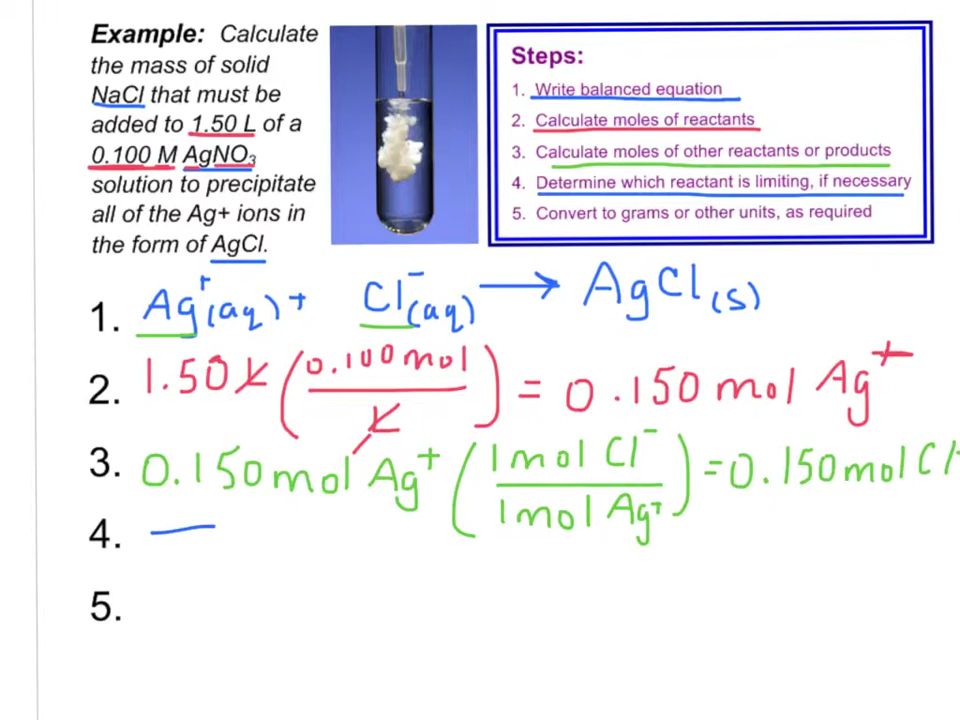 Example: Calculate
the mass of solid
NaCl that must be
added to 1.50 L of a
0.100 M AgNO₃
solution to precipitate
all of the Ag+ ions in
the form of AgCl.
Steps:
1. Write balanced equation
2. Calculate moles of reactants
3. Calculate moles of other reactants or products
4. Determine which reactant is limiting, if necessary
5. Convert to grams or other units, as required
1. Ag⁺(aq) + Cl⁻(aq) → AgCl(s)
2. 1.50 L (0.100 mol / L) = 0.150 mol Ag⁺
3. 0.150 mol Ag⁺ (1 mol Cl⁻ / 1 mol Ag⁺) = 0.150 mol Cl⁻
4. —
5.